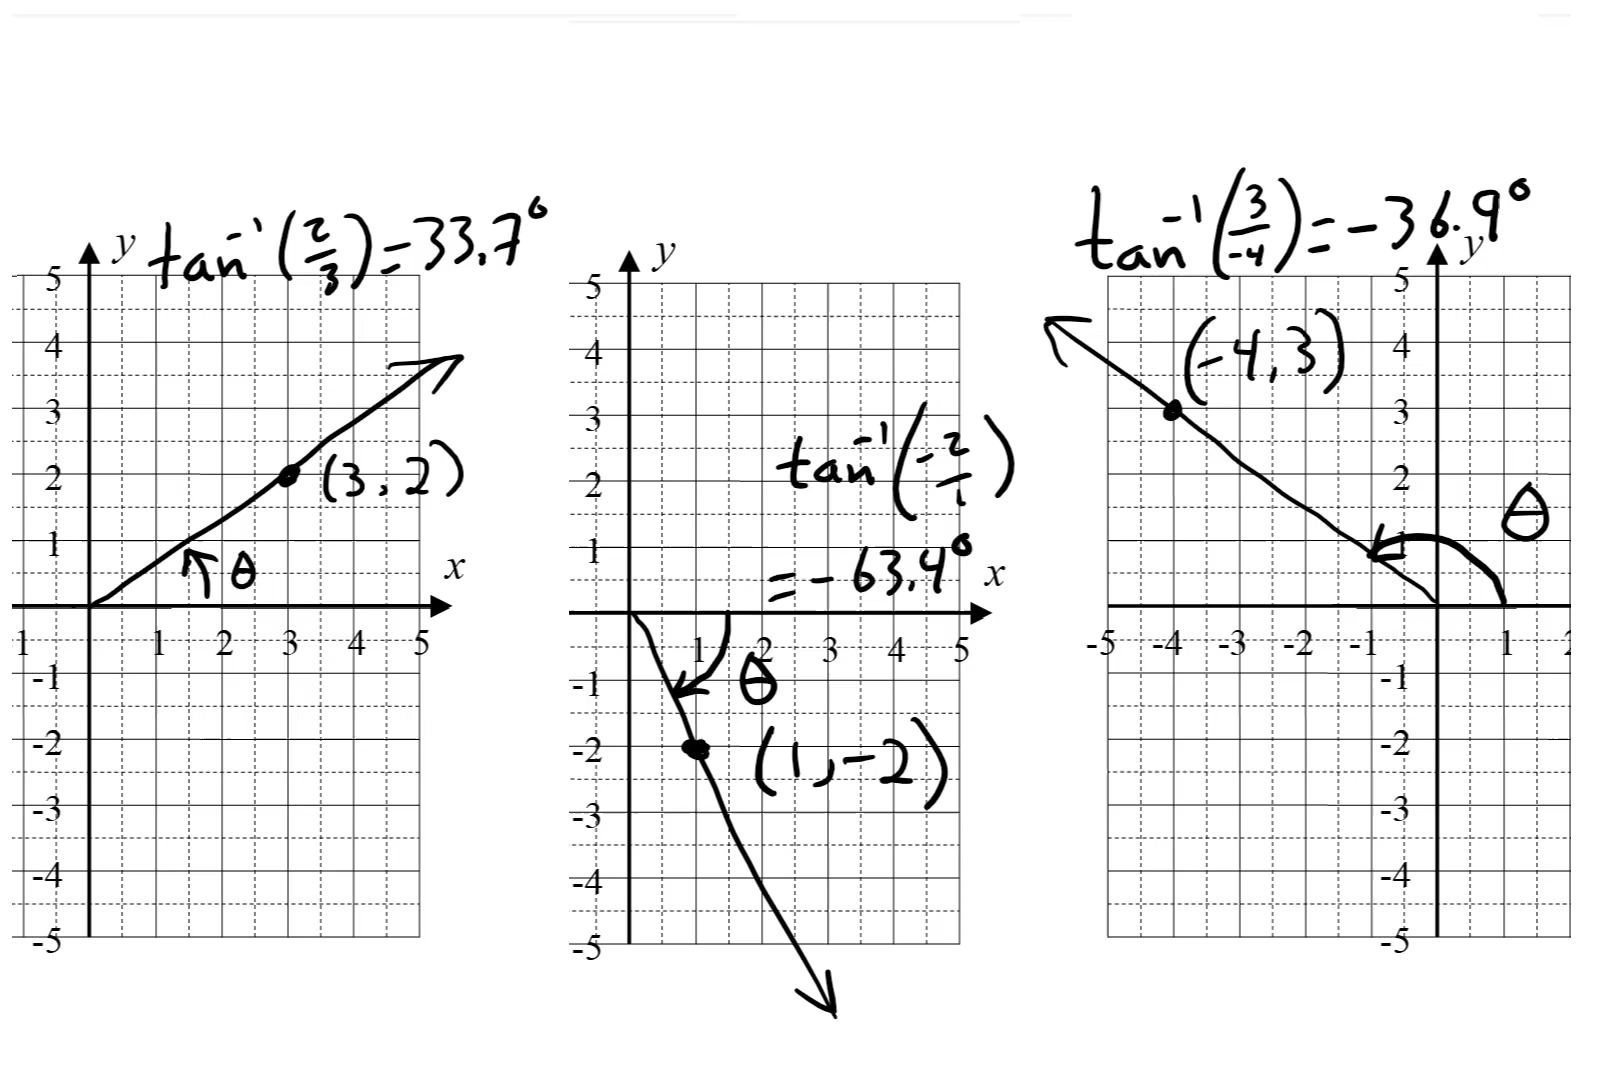 tan⁻¹(2/3)=33.7°
y
5
4
3
2
1
(3,2)
θ
x
1 1 2 3 4 5
-1
-2
-3
-4
-5
y
5
4
3
2
1
tan⁻¹(-2/1)
=-63.4°
x
1 2 3 4 5
θ
-1
-2
(1,-2)
-3
-4
-5
tan⁻¹(3/-4)=-36.9°
y
5
(-4,3)
4
3
2
1
θ
-5 -4 -3 -2 -1 1 2
-1
-2
-3
-4
-5